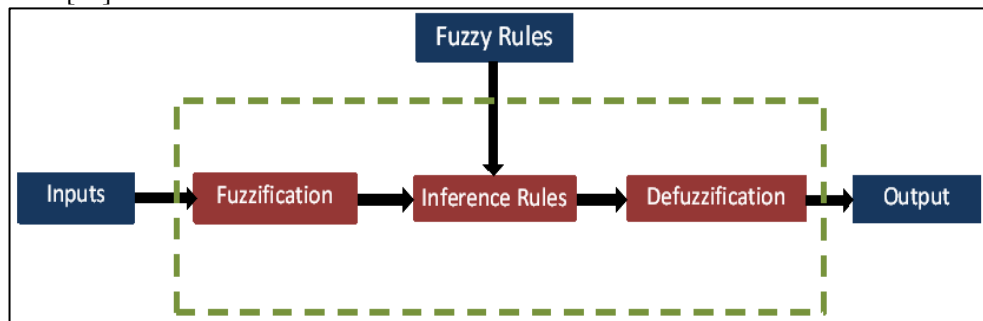 Fuzzy Rules
Inputs
Fuzzification
Inference Rules
Defuzzification
Output